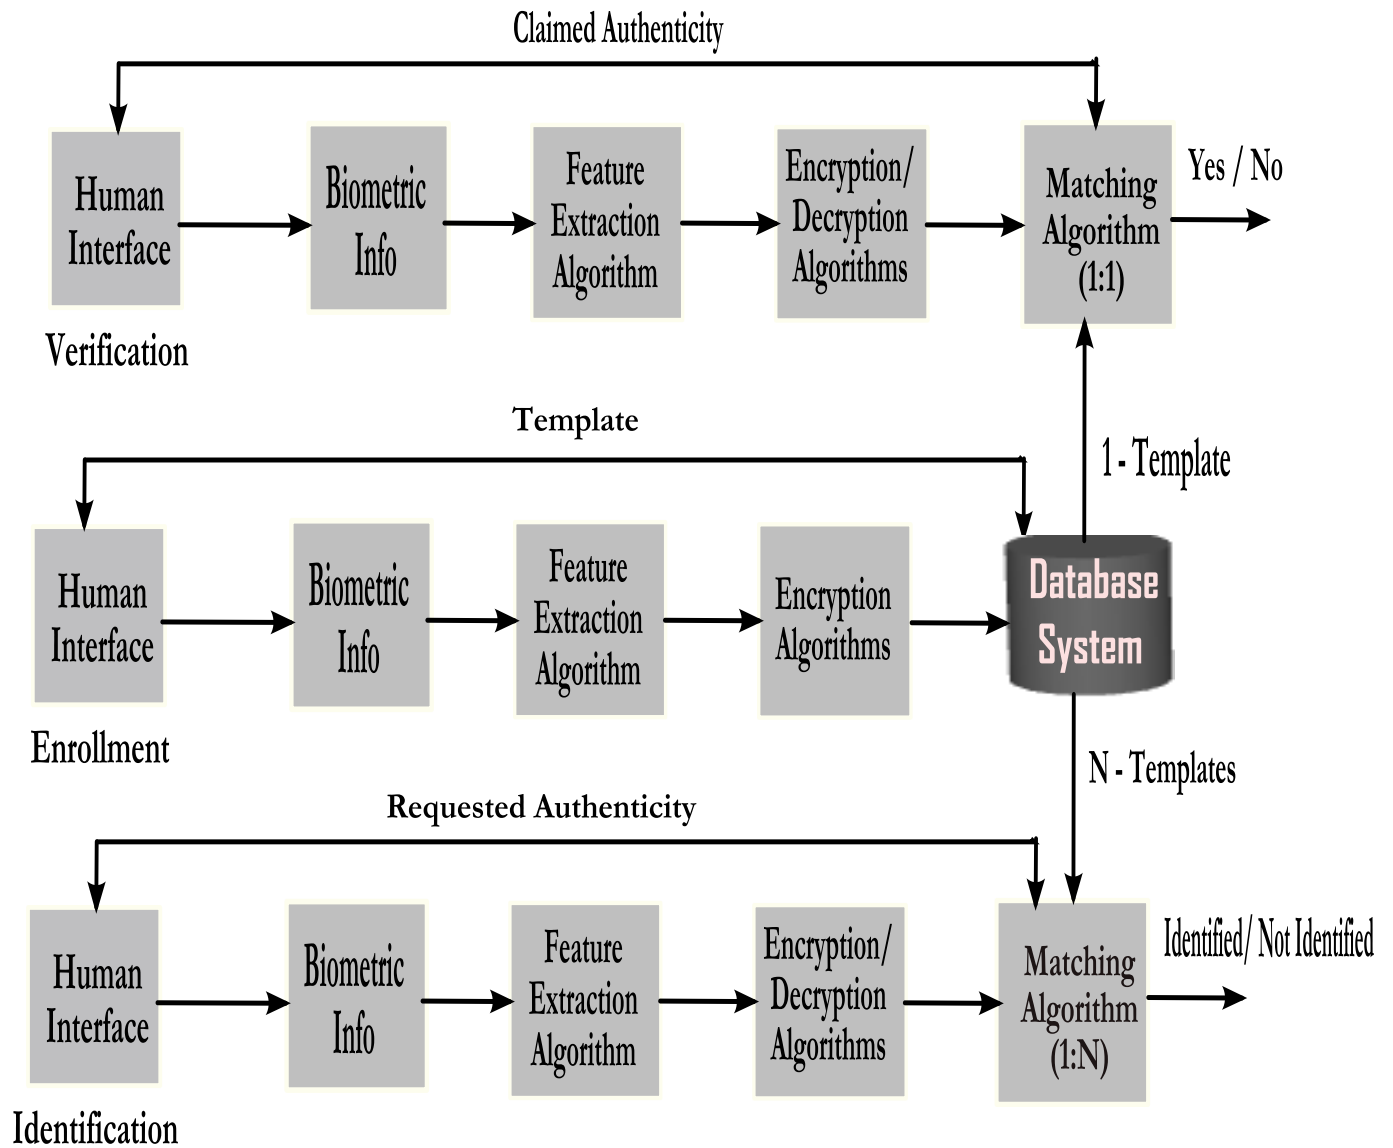 Claimed Authenticity
Human
Interface
Biometric
Info
Feature
Extraction
Algorithm
Encryption/
Decryption
Algorithms
Matching
Algorithm
(1:1)
Yes / No
Verification
Template
1 - Template
Human
Interface
Biometric
Info
Feature
Extraction
Algorithm
Encryption
Algorithms
Database
System
Enrollment
N - Templates
Requested Authenticity
Human
Interface
Biometric
Info
Feature
Extraction
Algorithm
Encryption/
Decryption
Algorithms
Matching
Algorithm
(1:N)
Identified/ Not Identified
Identification